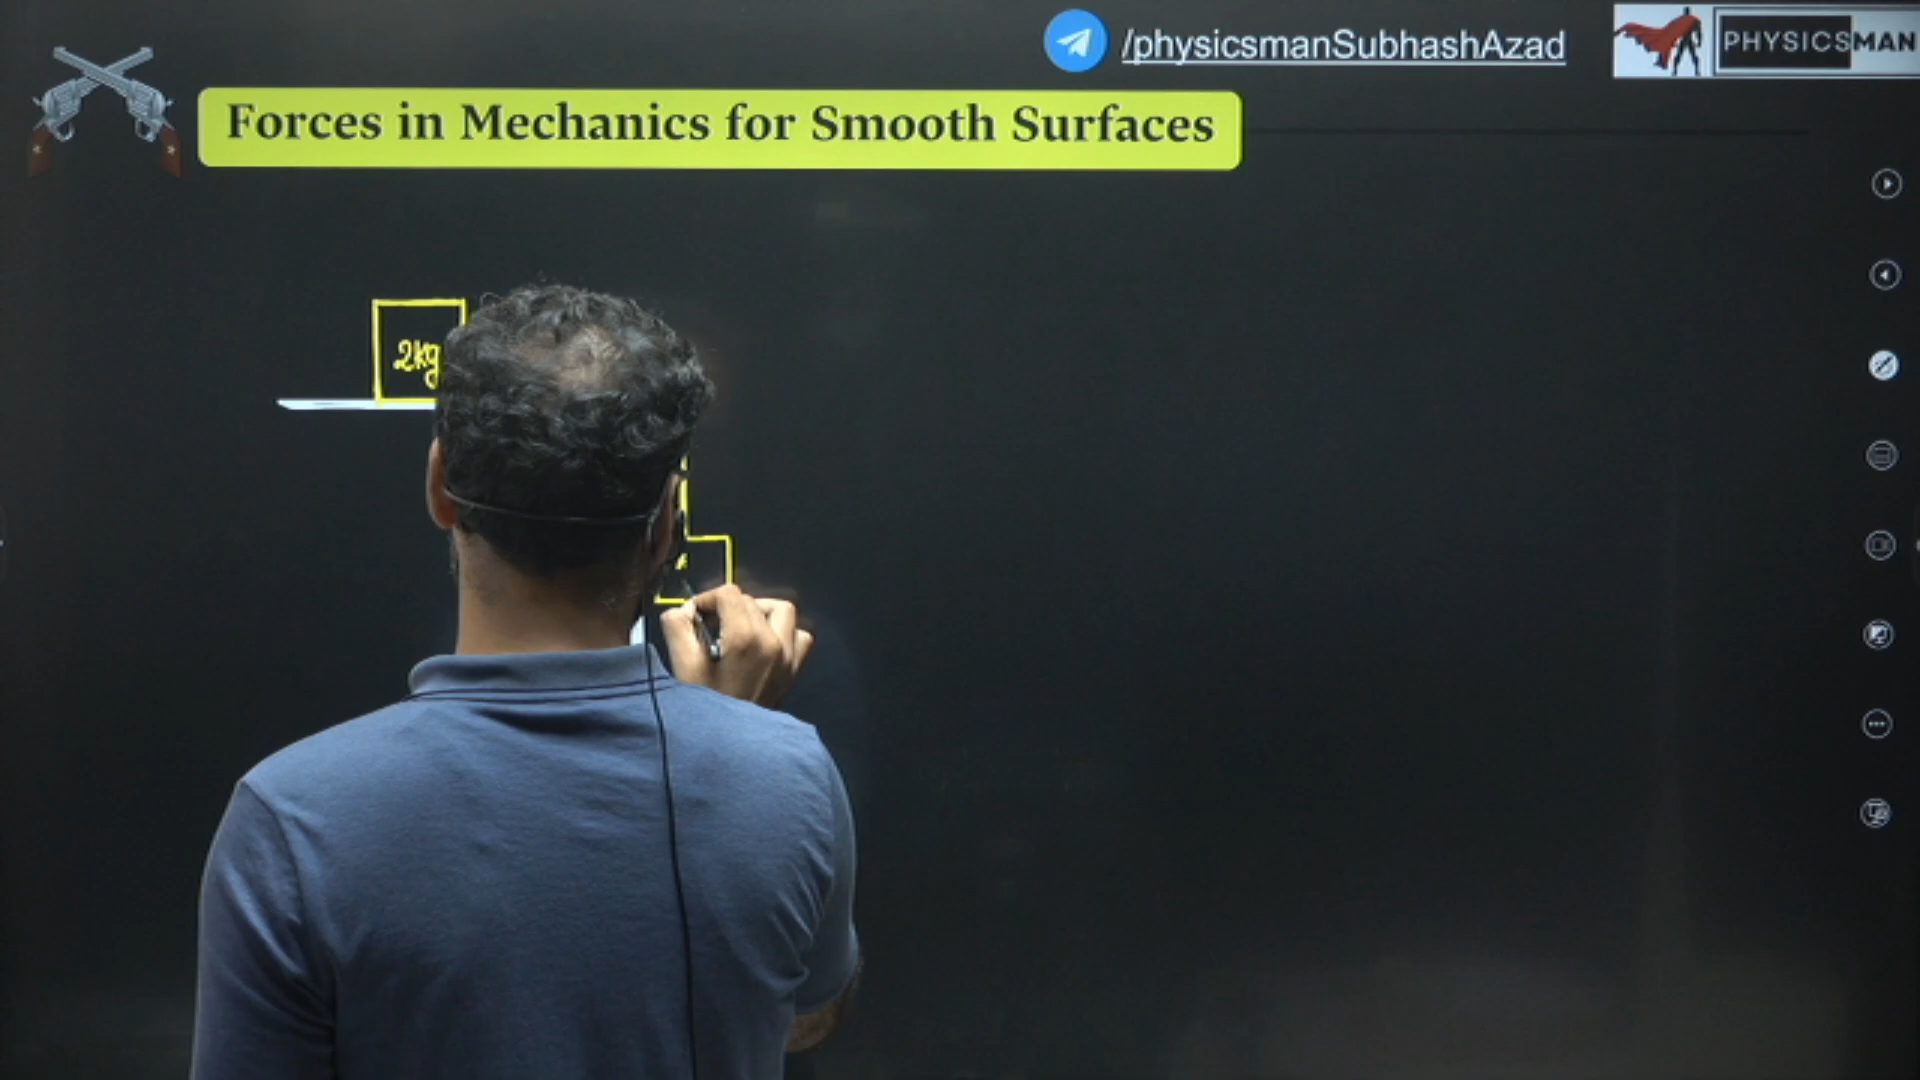 /physicsmanSubhashAzad
PHYSICSMAN
Forces in Mechanics for Smooth Surfaces
2kg